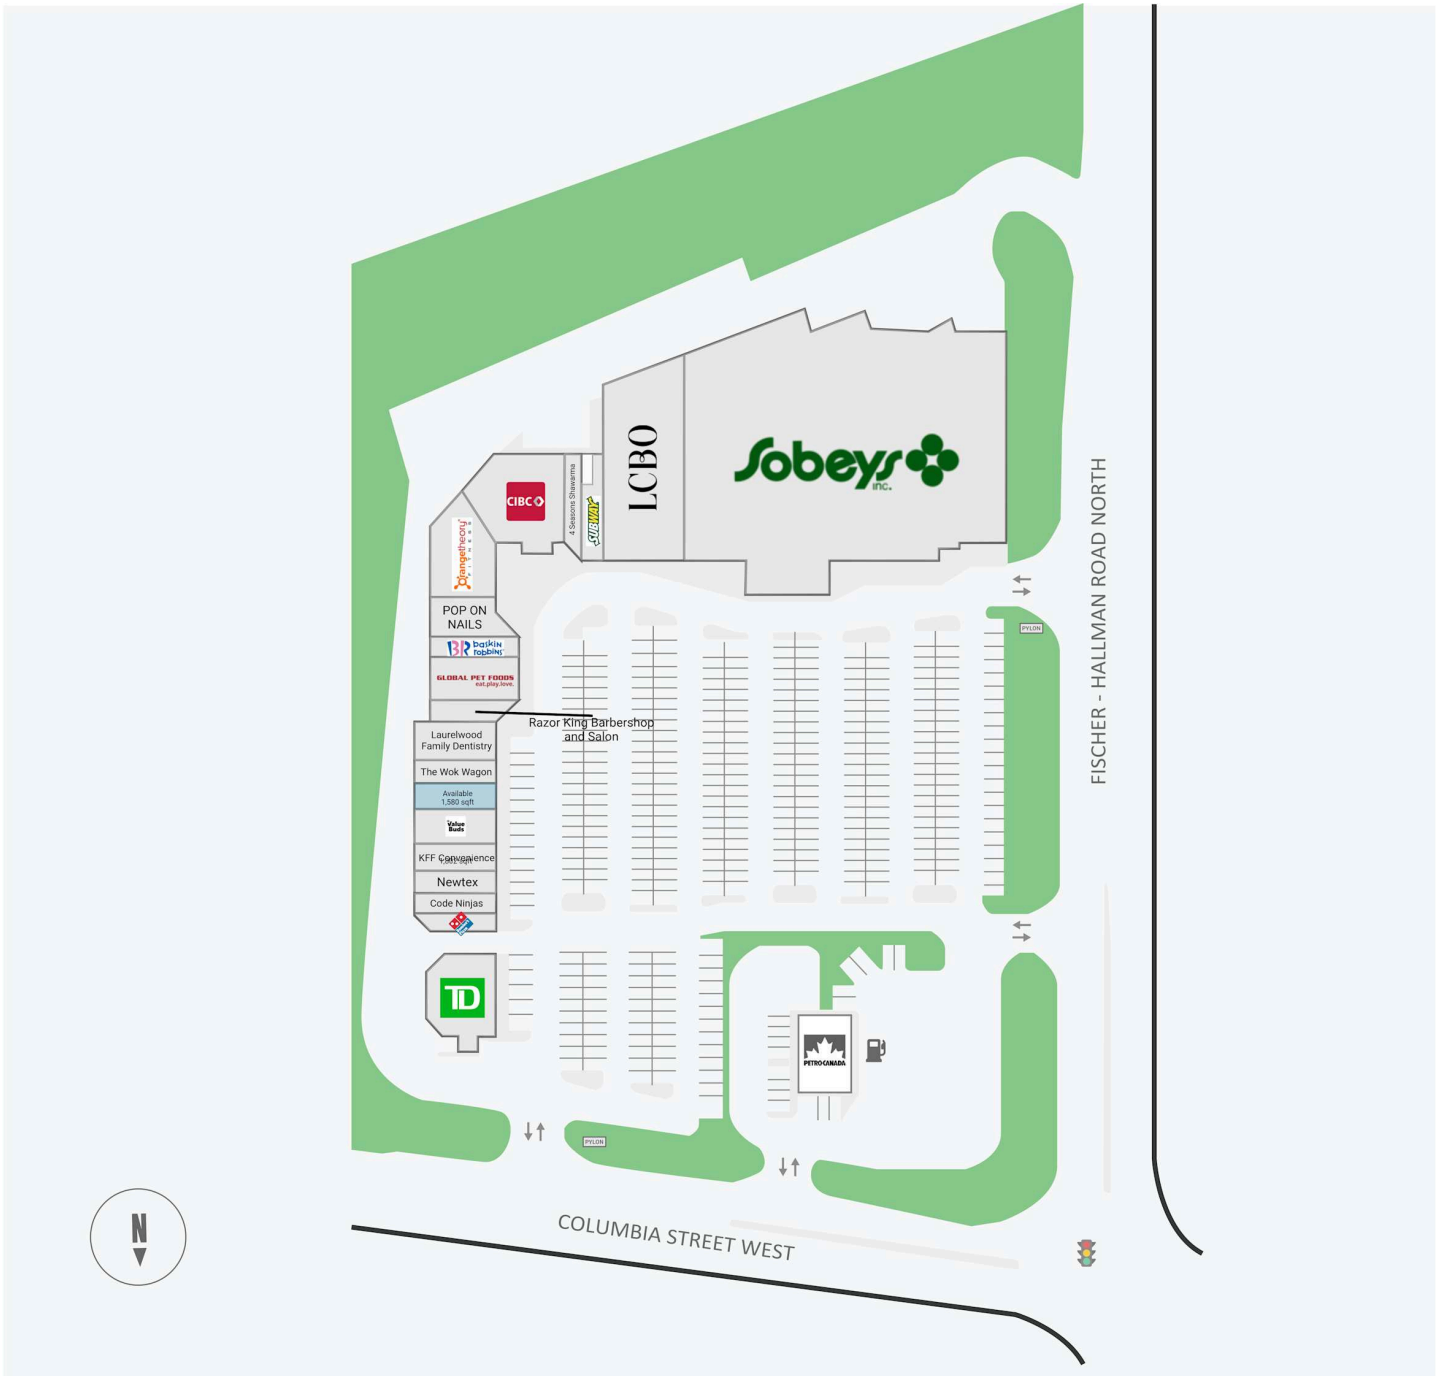 LCBO
Sobeys
inc.
CIBC
4 Seasons Shawarma
SUBWAY
Orangetheory
FITNESS
POP ON
NAILS
BR baskin
robbins
GLOBAL PET FOODS
eat.play.love.
Razor King Barbershop
and Salon
Laurelwood
Family Dentistry
The Wok Wagon
Available
1,580 sqft
Value
Buds
KFF Convenience
Newtex
Code Ninjas
TD
PETRO-CANADA
PYLON
PYLON
FISCHER - HALLMAN ROAD NORTH
COLUMBIA STREET WEST
N